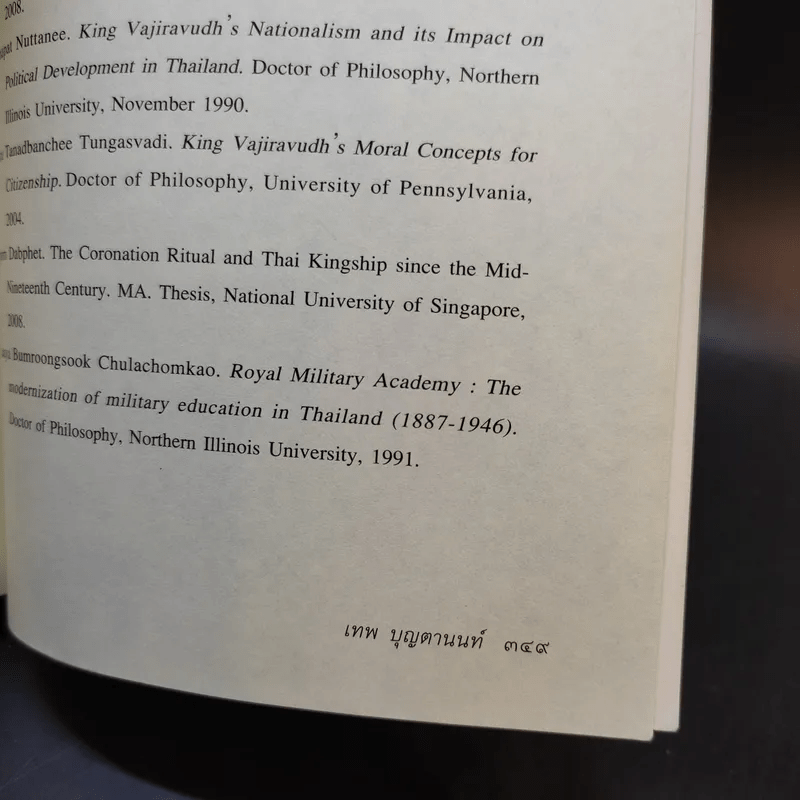 2008.
Nuttanee. King Vajiravudh's Nationalism and its Impact on
Political Development in Thailand. Doctor of Philosophy, Northern
Illinois University, November 1990.
Tanadbanchee Tungasvadi. King Vajiravudh's Moral Concepts for
Citizenship. Doctor of Philosophy, University of Pennsylvania,
2004.
Dabphet. The Coronation Ritual and Thai Kingship since the Mid-
Nineteenth Century. MA. Thesis, National University of Singapore,
2008.
Bumroongsook Chulachomkao. Royal Military Academy : The
modernization of military education in Thailand (1887-1946).
Doctor of Philosophy, Northern Illinois University, 1991.
เทพ บุญตานนท์ ๓๔๙